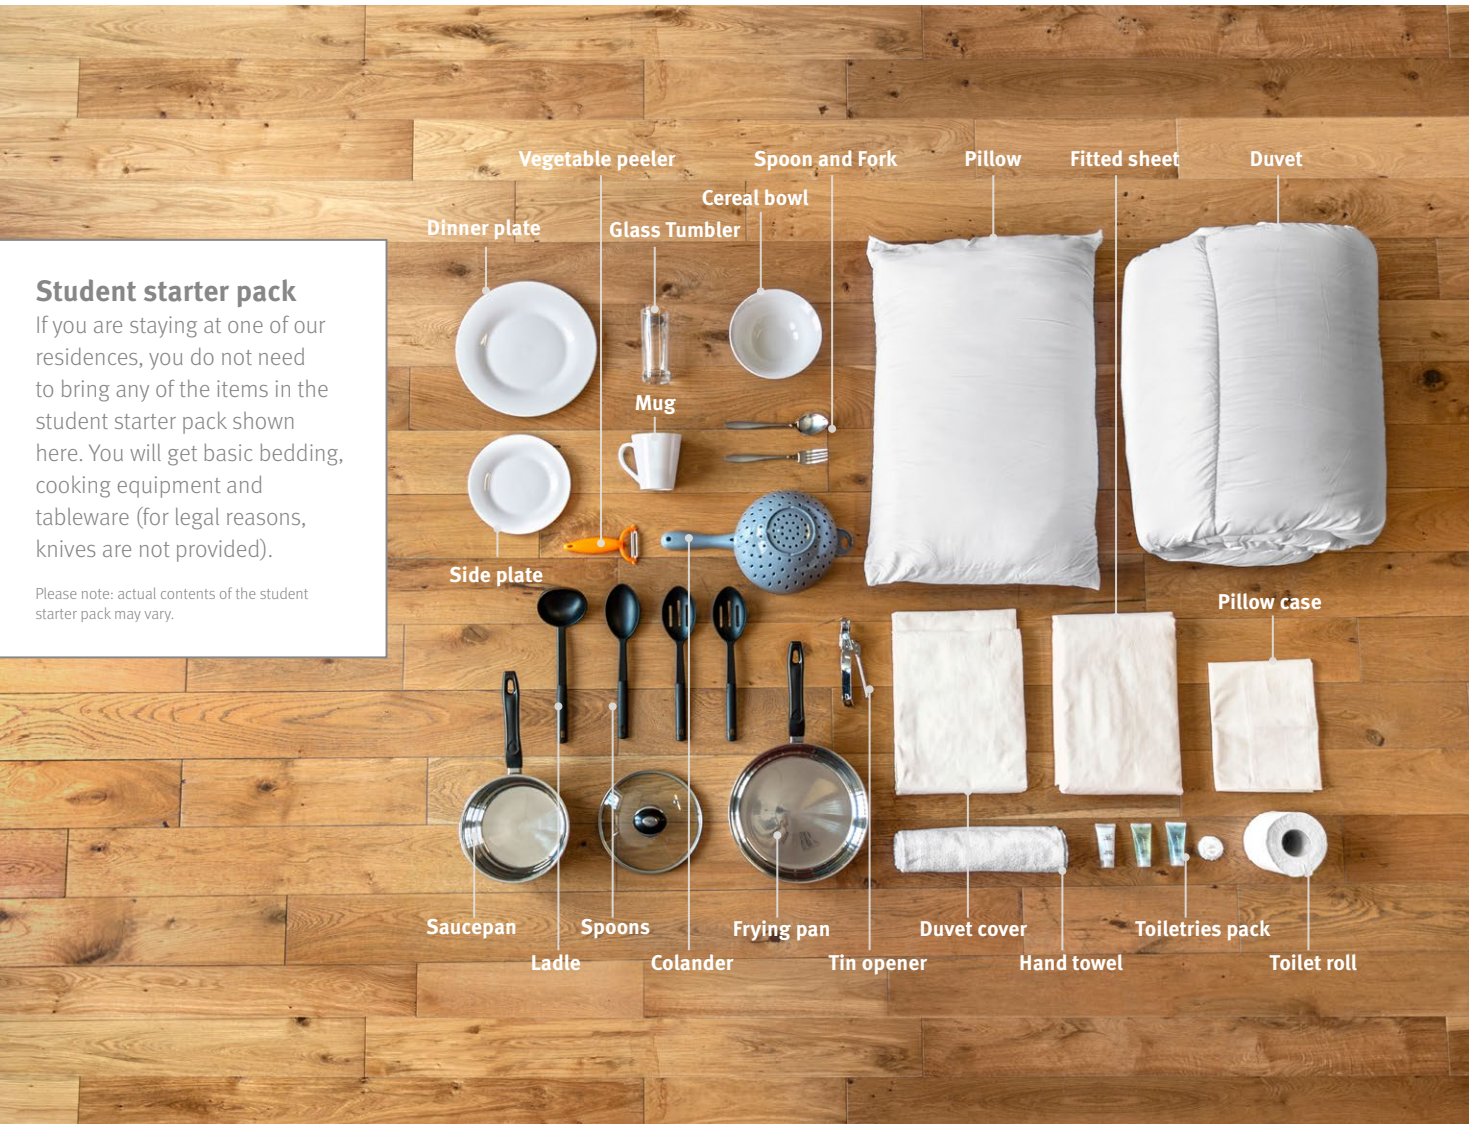 Student starter pack
If you are staying at one of our
residences, you do not need
to bring any of the items in the
student starter pack shown
here. You will get basic bedding,
cooking equipment and
tableware (for legal reasons,
knives are not provided).
Please note: actual contents of the student
starter pack may vary.
Vegetable peeler
Spoon and Fork
Pillow
Fitted sheet
Duvet
Cereal bowl
Dinner plate
Glass Tumbler
Mug
Side plate
Pillow case
Saucepan
Spoons
Frying pan
Duvet cover
Toiletries pack
Ladle
Colander
Tin opener
Hand towel
Toilet roll